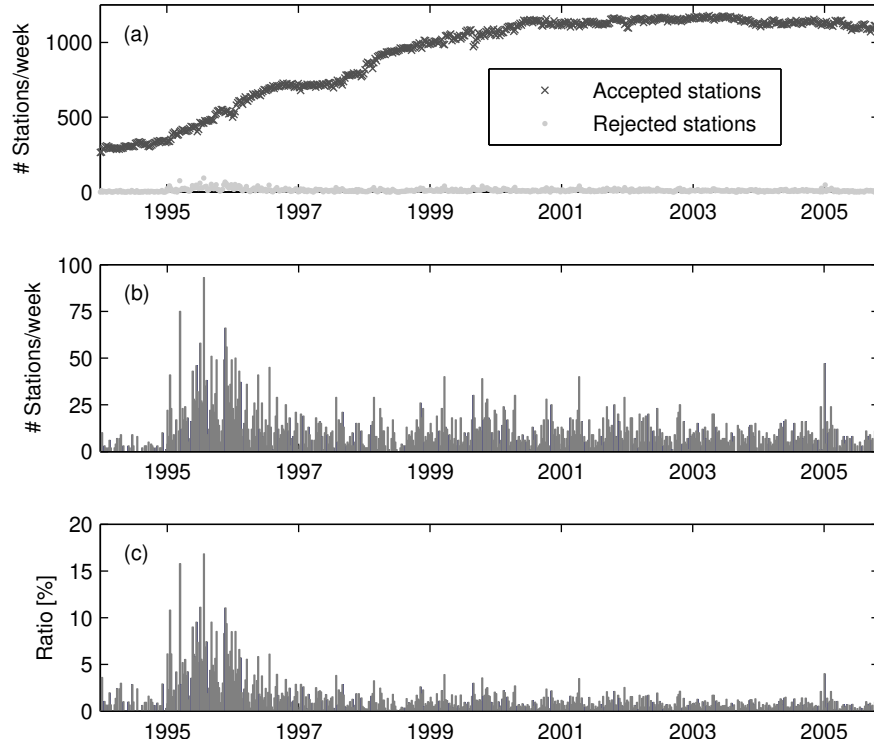 (a)
1000
500
0
# Stations/week
× Accepted stations
Rejected stations
1995 1997 1999 2001 2003 2005
(b)
100
75
50
25
0
# Stations/week
1995 1997 1999 2001 2003 2005
(c)
20
15
10
5
0
Ratio [%]
1995 1997 1999 2001 2003 2005